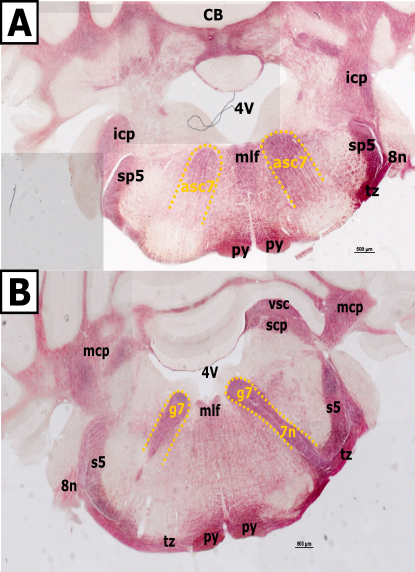 A
CB
4V
icp
icp
mlf
asc7
asc7
sp5
sp5
8n
tz
py
py
500 µm
B
vsc
scp
mcp
mcp
4V
g7
g7
mlf
7n
s5
s5
8n
tz
tz
py
py
500 µm